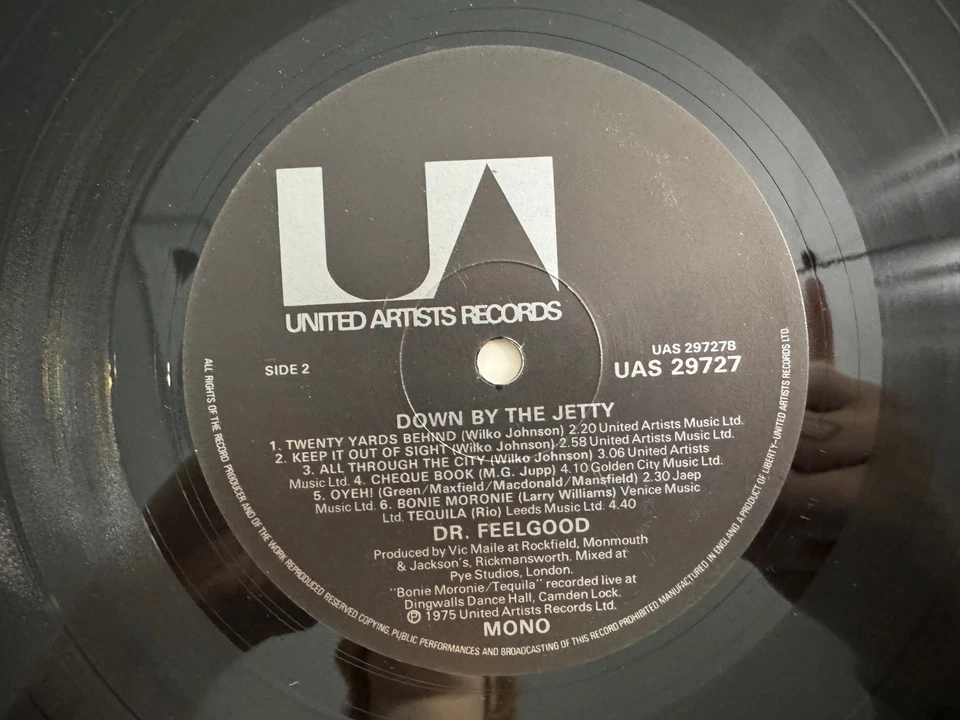 UA
UNITED ARTISTS RECORDS
SIDE 2
UAS 29727B
UAS 29727
DOWN BY THE JETTY
1. TWENTY YARDS BEHIND (Wilko Johnson) 2.20 United Artists Music Ltd.
2. KEEP IT OUT OF SIGHT (Wilko Johnson) 2.58 United Artists Music Ltd.
3. ALL THROUGH THE CITY (Wilko Johnson) 3.06 United Artists
Music Ltd. 4. CHEQUE BOOK (M.G. Jupp) 4.10 Golden City Music Ltd.
5. OYEH! (Green/Maxfield/Macdonald/Mansfield) 2.30 Jaep
Music Ltd. 6. BONIE MORONIE (Larry Williams) Venice Music
Ltd. TEQUILA (Rio) Leeds Music Ltd. 4.40
DR. FEELGOOD
Produced by Vic Maile at Rockfield, Monmouth
& Jackson's, Rickmansworth. Mixed at
Pye Studios, London.
"Bonie Moronie/Tequila" recorded live at
Dingwalls Dance Hall, Camden Lock.
Ⓟ 1975 United Artists Records Ltd.
MONO
ALL RIGHTS OF THE RECORD PRODUCER AND OF THE WORK REPRODUCED RESERVED COPYING, PUBLIC PERFORMANCES AND BROADCASTING OF THIS RECORD PROHIBITED MANUFACTURED IN ENGLAND A PRODUCT OF LIBERTY–UNITED ARTISTS RECORDS LTD.